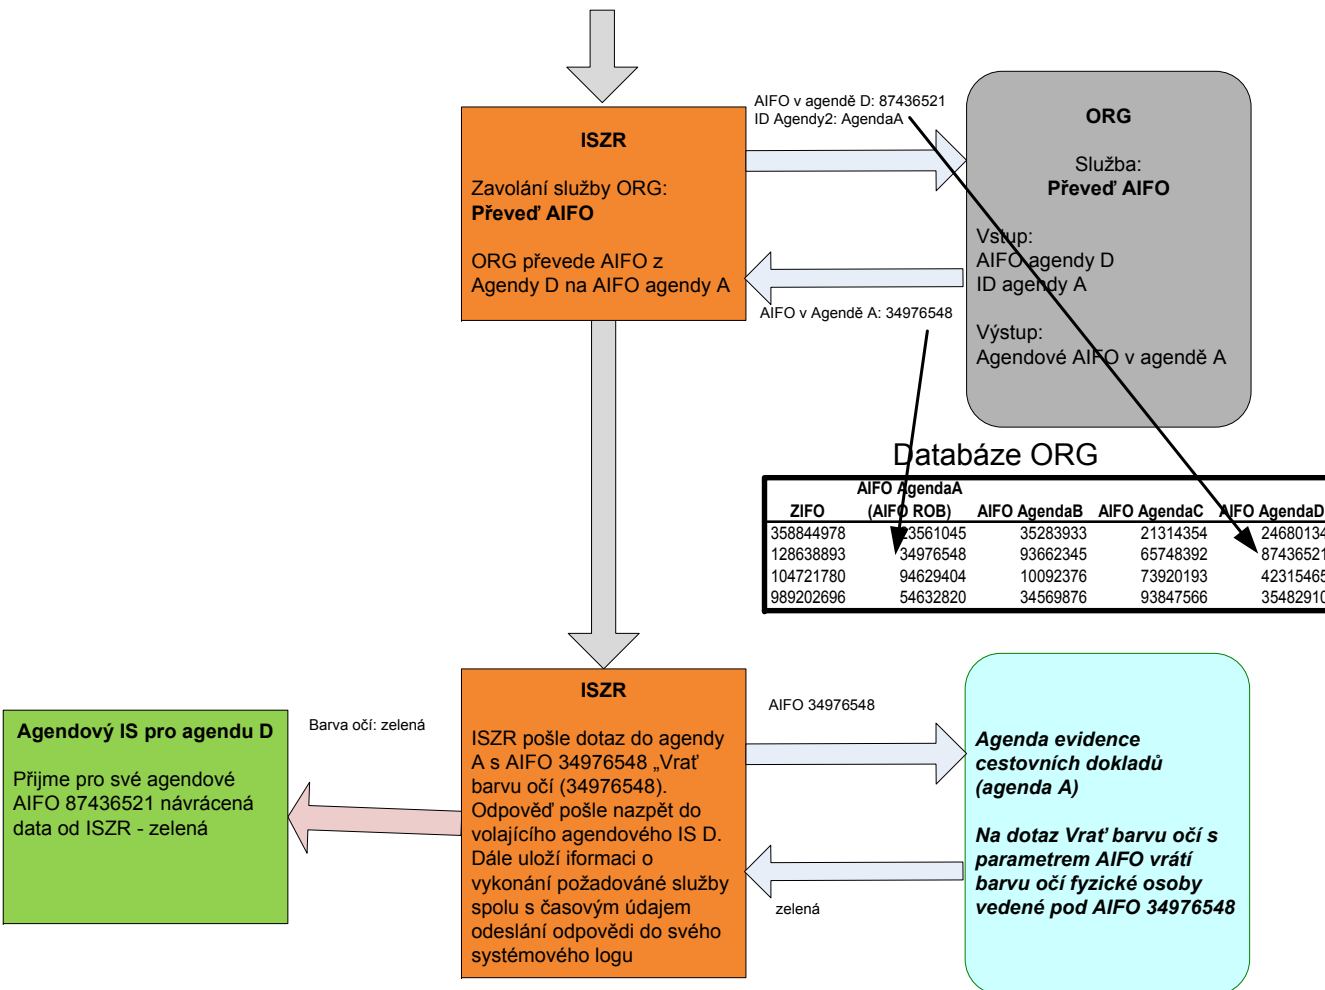 AIFO v agendě D: 87436521
ID Agendy2: AgendaA
ISZR
Zavolání služby ORG:
Převeď AIFO
ORG převede AIFO z
Agendy D na AIFO agendy A
ORG
Služba:
Převeď AIFO
Vstup:
AIFO agendy D
ID agendy A
Výstup:
Agendové AIFO v agendě A
AIFO v Agendě A: 34976548
Databáze ORG
AIFO AgendaA
ZIFO (AIFO ROB) AIFO AgendaB AIFO AgendaC AIFO AgendaD
358844978 23561045 35283933 21314354 24680134
128638893 34976548 93662345 65748392 87436521
104721780 94629404 10092376 73920193 42315465
989202696 54632820 34569876 93847566 35482910
Agendový IS pro agendu D
Přijme pro své agendové
AIFO 87436521 návrácená
data od ISZR - zelená
Barva očí: zelená
ISZR
ISZR pošle dotaz do agendy
A s AIFO 34976548 „Vrať
barvu očí (34976548).
Odpověď pošle nazpět do
volajícího agendového IS D.
Dále uloží iformaci o
vykonání požadováné služby
spolu s časovým údajem
odeslání odpovědi do svého
systémového logu
AIFO 34976548
zelená
Agenda evidence
cestovních dokladů
(agenda A)
Na dotaz Vrať barvu očí s
parametrem AIFO vrátí
barvu očí fyzické osoby
vedené pod AIFO 34976548